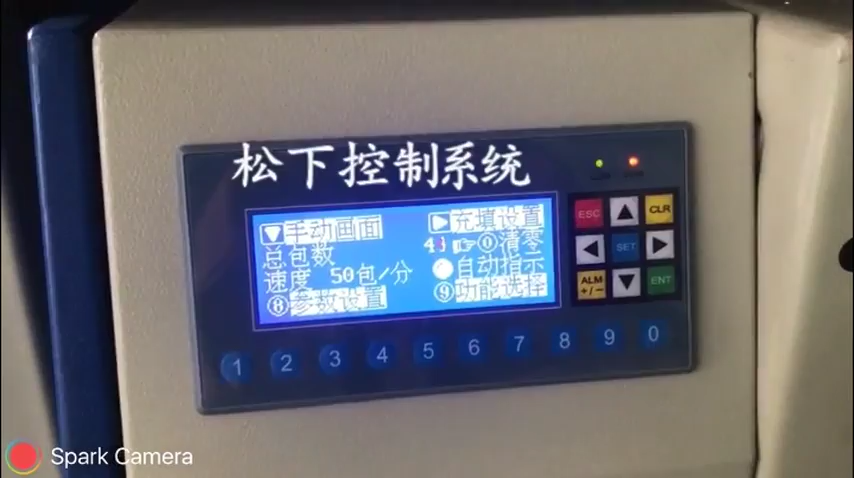 松下控制系统
▼手动画面 ▶充填设置
总包数 43 ☞⓪清零
速度 50包/分 自动指示
⑧参数设置 ⑨功能选择
ESC ▲ CLR
◀ SET ▶
ALM +/- ▼ ENT
1 2 3 4 5 6 7 8 9 0
Spark Camera